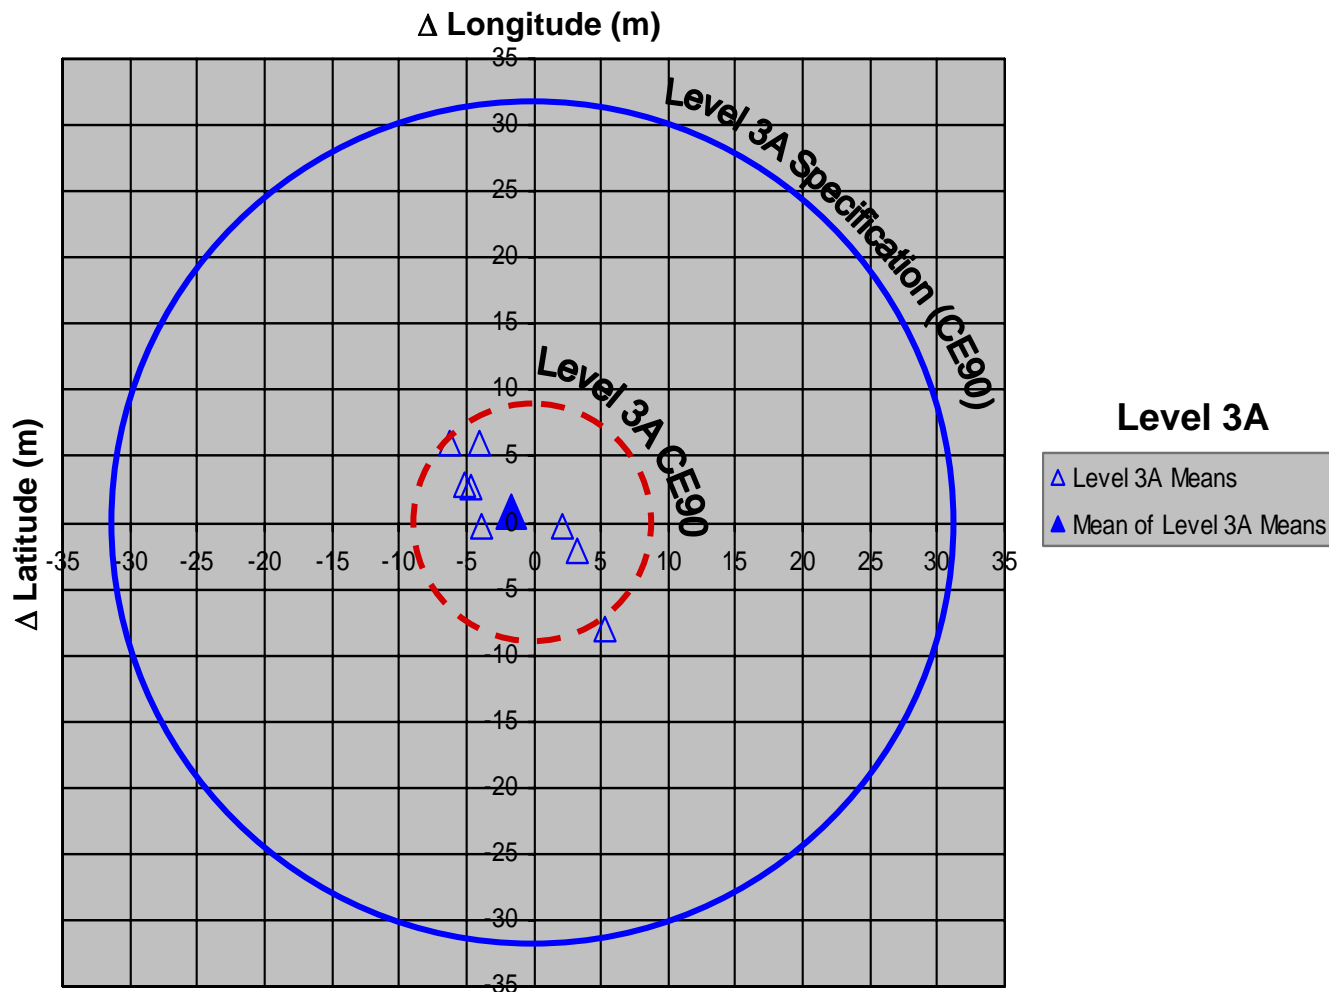 Δ Longitude (m)
35
30
25
20
15
10
5
0
-5
-10
-15
-20
-25
-30
-35
-35 -30 -25 -20 -15 -10 -5 0 5 10 15 20 25 30 35
Δ Latitude (m)
Level 3A Specification (CE90)
Level 3A CE90
Level 3A
Level 3A Means
Mean of Level 3A Means